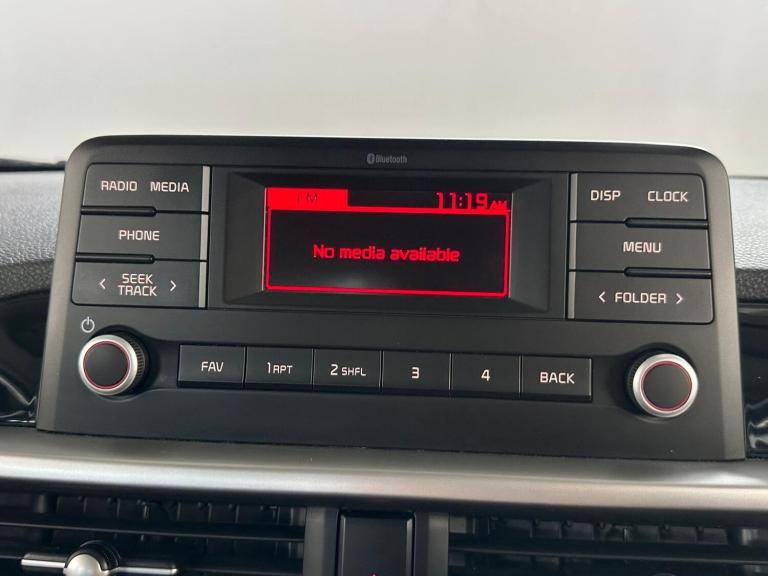 Bluetooth
RADIO MEDIA
PHONE
< SEEK TRACK >
FM 11:19 AM
No media available
DISP CLOCK
MENU
< FOLDER >
FAV 1 RPT 2 SHFL 3 4 BACK